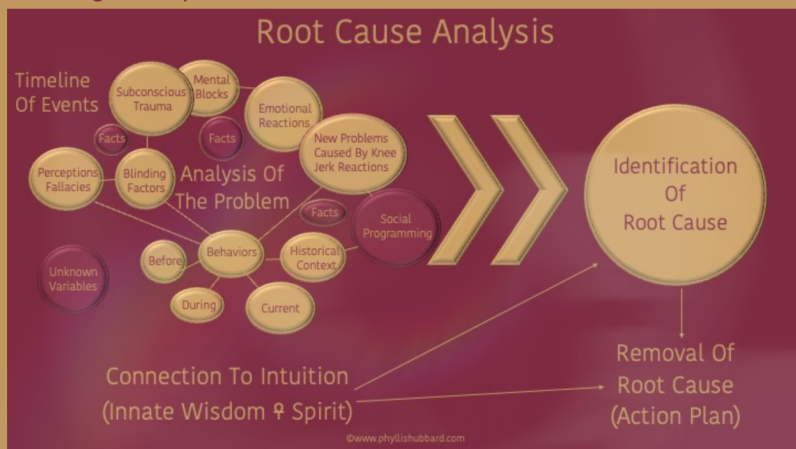 Root Cause Analysis
Timeline
Of Events
Subconscious
Trauma
Mental
Blocks
Emotional
Reactions
Facts
Facts
New Problems
Caused By Knee
Jerk Reactions
Perceptions
Fallacies
Blinding
Factors
Analysis Of
The Problem
Facts
Social
Programming
Identification
Of
Root Cause
Behaviors
Before
Historical
Context
Unknown
Variables
During
Current
Connection To Intuition
(Innate Wisdom & Spirit)
Removal Of
Root Cause
(Action Plan)
©www.phyllishubbard.com